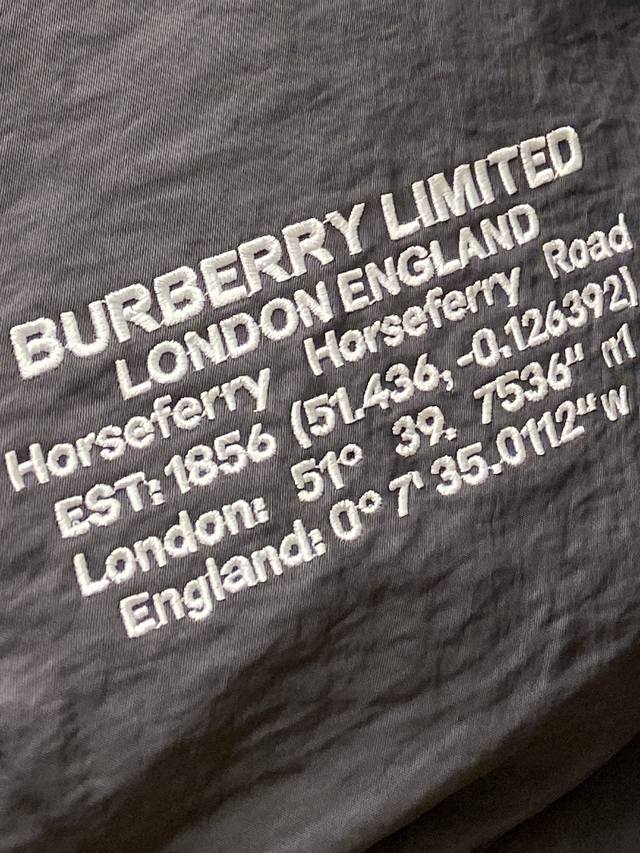 BURBERRY LIMITED
LONDON ENGLAND
Horseferry Horseferry Road
EST: 1856 (51.436, -0.126392)
London: 51° 39. 7536" m
England: 0° 7' 35.0112" W